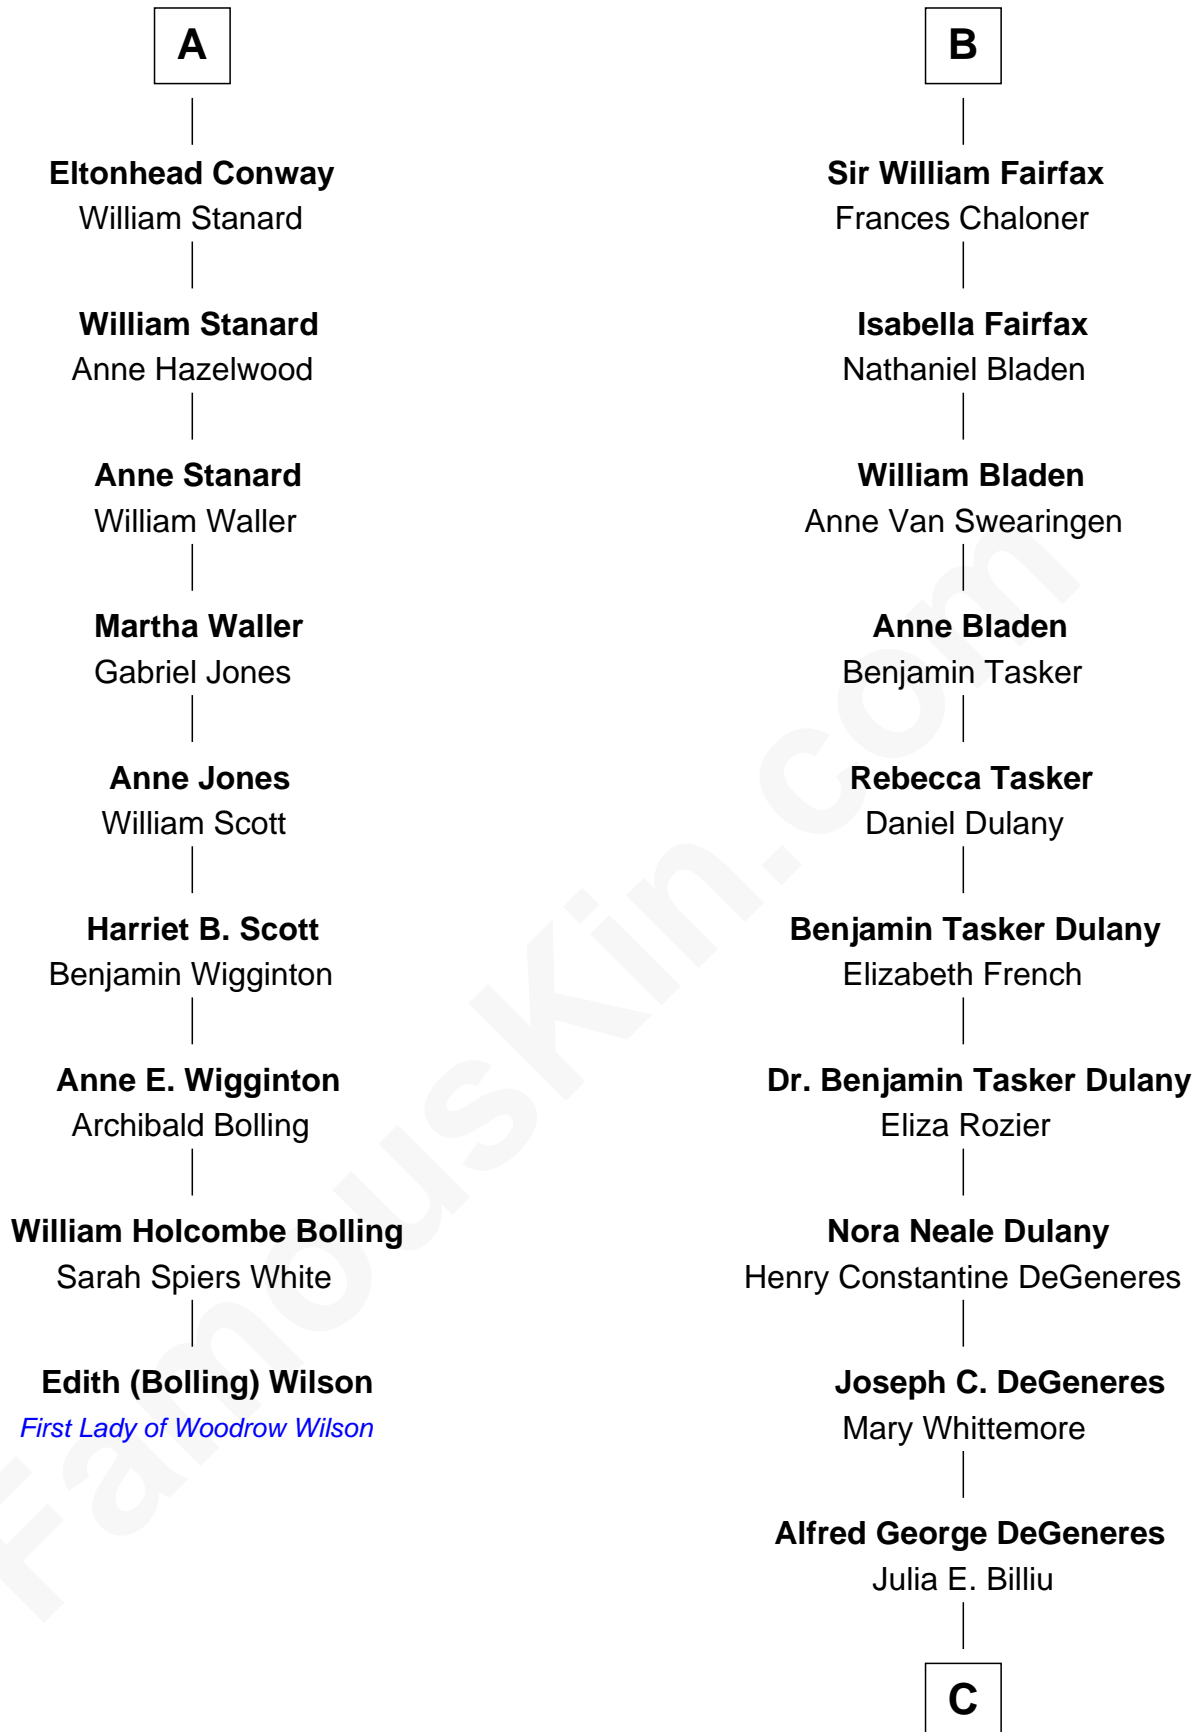 A
Eltonhead Conway
William Stanard
William Stanard
Anne Hazelwood
Anne Stanard
William Waller
Martha Waller
Gabriel Jones
Anne Jones
William Scott
Harriet B. Scott
Benjamin Wigginton
Anne E. Wigginton
Archibald Bolling
William Holcombe Bolling
Sarah Spiers White
Edith (Bolling) Wilson
First Lady of Woodrow Wilson
B
Sir William Fairfax
Frances Chaloner
Isabella Fairfax
Nathaniel Bladen
William Bladen
Anne Van Swearingen
Anne Bladen
Benjamin Tasker
Rebecca Tasker
Daniel Dulany
Benjamin Tasker Dulany
Elizabeth French
Dr. Benjamin Tasker Dulany
Eliza Rozier
Nora Neale Dulany
Henry Constantine DeGeneres
Joseph C. DeGeneres
Mary Whittemore
Alfred George DeGeneres
Julia E. Billiu
C
FamousKin.com